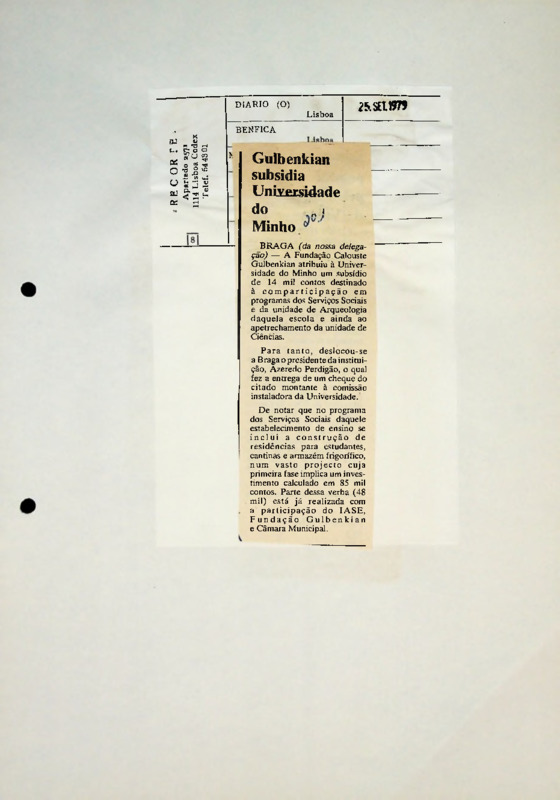 DIARIO (O)
Lisboa
25. SET. 1979
BENFICA
Lisboa
"RECORTE"
Apartado 2571
1114 Lisboa Codex
Telef. 64 43 01
8
Gulbenkian
subsidia
Universidade
do
Minho
BRAGA (da nossa delega-
ção) — A Fundação Calouste
Gulbenkian atribuiu à Univer-
sidade do Minho um subsídio
de 14 mil contos destinado
à comparticipação em
programas dos Serviços Sociais
e da unidade de Arqueologia
daquela escola e ainda ao
apetrechamento da unidade de
Ciências.
Para tanto, deslocou-se
a Braga o presidente da institui-
ção, Azeredo Perdigão, o qual
fez a entrega de um cheque do
citado montante à comissão
instaladora da Universidade.
De notar que no programa
dos Serviços Sociais daquele
estabelecimento de ensino se
inclui a construção de
residências para estudantes,
cantinas e armazém frigorífico,
num vasto projecto cuja
primeira fase implica um inves-
timento calculado em 85 mil
contos. Parte dessa verba (48
mil) está já realizada com
a participação do IASE,
Fundação Gulbenkian
e Câmara Municipal.